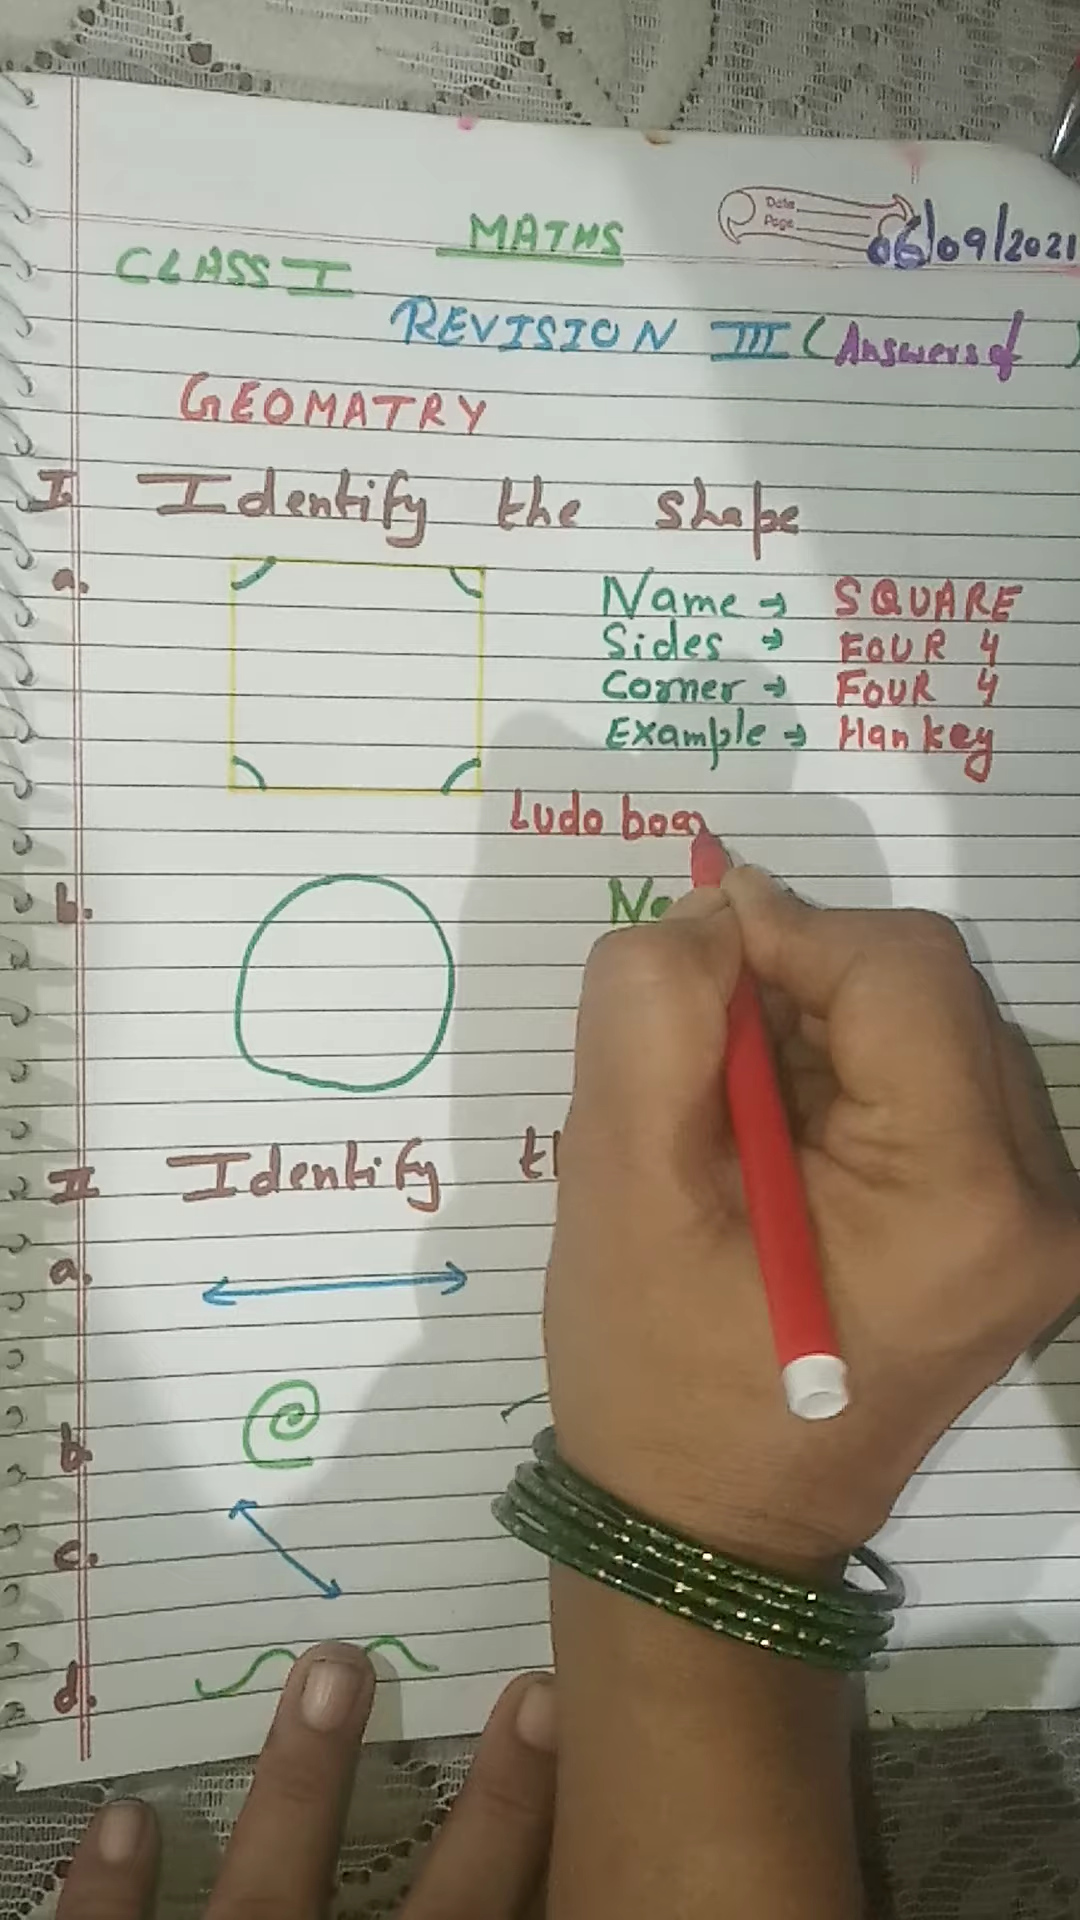 MATHS
Date
Page
06/09/2021
CLASS I
REVISION III (Answers of )
GEOMATRY
I. Identify the shape
a.
Name → SQUARE
Sides → FOUR 4
Corner → FOUR 4
Example → Hankey
Ludo boa
b.
II Identify
a.
b.
c.
d.